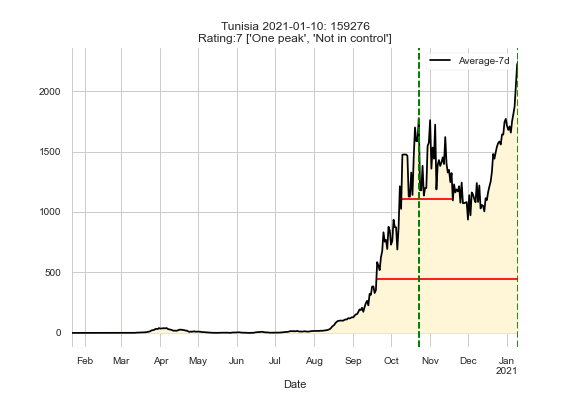 Tunisia 2021-01-10: 159276
Rating:7 ['One peak', 'Not in control']
Average-7d
2000
1500
1000
500
0
Feb Mar Apr May Jun Jul Aug Sep Oct Nov Dec Jan
2021
Date